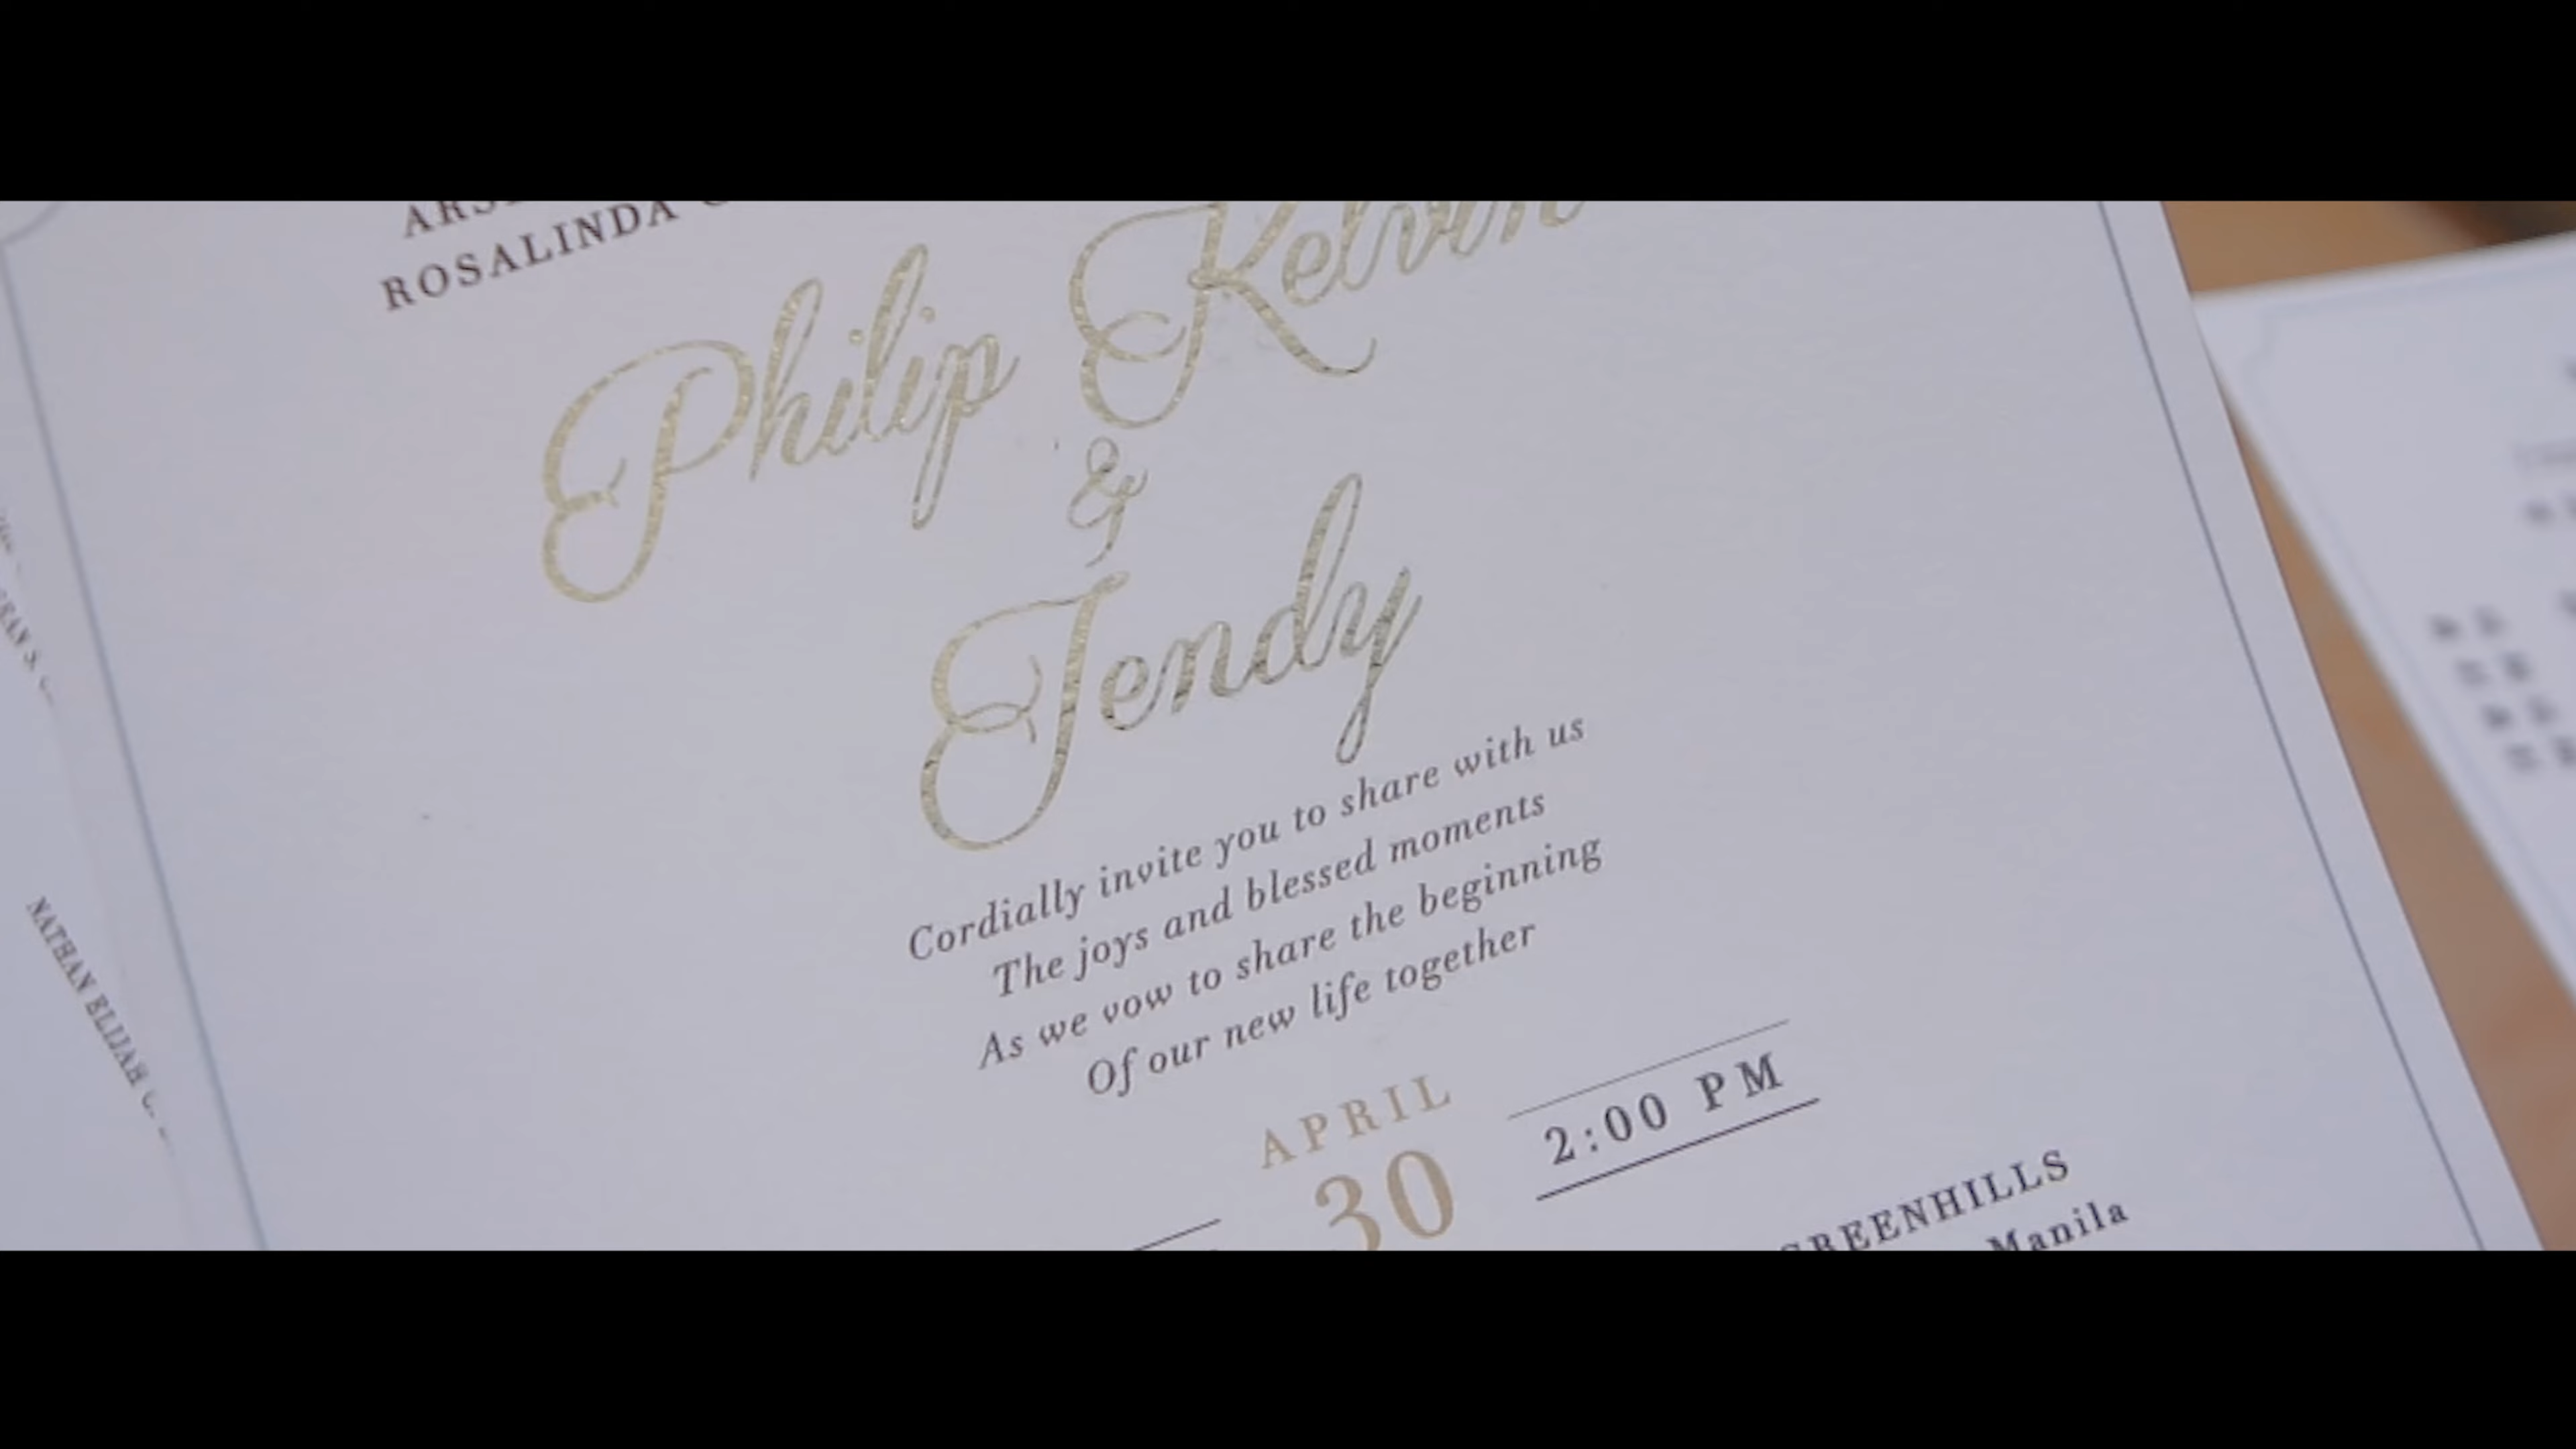 ROSALINDA
Philip Kelvin
&
Tendy
Cordially invite you to share with us
The joys and blessed moments
As we vow to share the beginning
Of our new life together
APRIL
30
2:00 PM
GREENHILLS
Manila
NATHAN ELIJAH C.